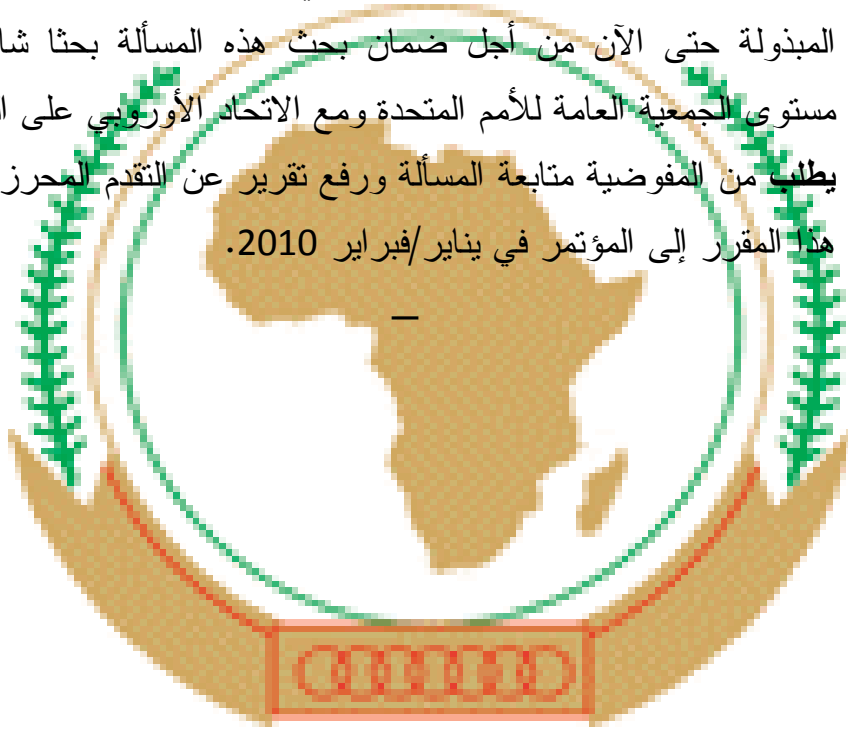 المبذولة حتى الآن من أجل ضمان بحث هذه المسألة بحثا
مستوى الجمعية العامة للأمم المتحدة ومع الاتحاد الأوروبي على
يطلب من المفوضية متابعة المسألة ورفع تقرير عن التقدم المحرز
هذا المقرر إلى المؤتمر في يناير/فبراير 2010.